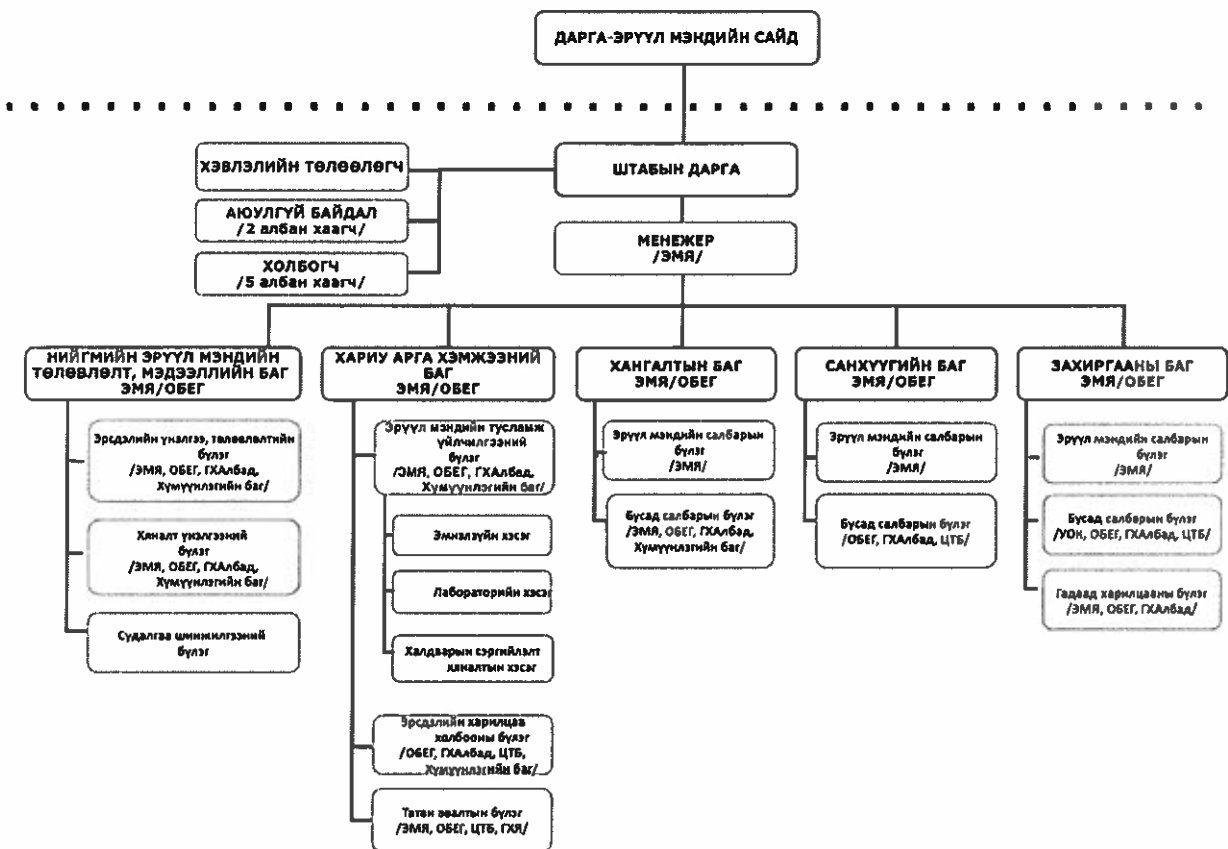 ДАРГА-ЭРҮҮЛ МЭНДИЙН САЙД
ХЭВЛЭЛИЙН ТӨЛӨӨЛӨГЧ
ШТАБЫН ДАРГА
АЮУЛГҮЙ БАЙДАЛ
/2 албан хаагч/
МЕНЕЖЕР
/ЭМЯ/
ХОЛБОГЧ
/5 албан хаагч/
НИЙГМИЙН ЭРҮҮЛ МЭНДИЙН
ТӨЛӨВЛӨЛТ, МЭДЭЭЛЛИЙН БАГ
ЭМЯ/ОБЕГ
Эрсдэлийн үнэлгээ, төлөвлөлтийн
бүлэг
/ЭМЯ, ОБЕГ, ГХАлбад,
Хүмүүнлэгийн баг/
Хяналт үнэлгээний
бүлэг
/ЭМЯ, ОБЕГ, ГХАлбад,
Хүмүүнлэгийн баг/
Судалгаа шинжилгээний
бүлэг
ХАРИУ АРГА ХЭМЖЭЭНИЙ
БАГ
ЭМЯ/ОБЕГ
Эрүүл мэндийн тусламж
үйлчилгээний
бүлэг
/ЭМЯ, ОБЕГ, ГХАлбад,
Хүмүүнлэгийн баг/
Эмнэлзүйн хэсэг
Лабораторийн хэсэг
Халдварын сэргийлэлт
хяналтын хэсэг
Эрсдэлийн харилцаа
холбооны бүлэг
/ОБЕГ, ГХАлбад, ЦТБ,
Хүмүүнлэгийн баг/
Татан авалтын бүлэг
/ЭМЯ, ОБЕГ, ЦТБ, ГХЯ/
ХАНГАЛТЫН БАГ
ЭМЯ/ОБЕГ
Эрүүл мэндийн салбарын
бүлэг
/ЭМЯ/
Бусад салбарын бүлэг
/ЭМЯ, ОБЕГ, ГХАлбад,
Хүмүүнлэгийн баг/
САНХҮҮГИЙН БАГ
ЭМЯ/ОБЕГ
Эрүүл мэндийн салбарын
бүлэг
/ЭМЯ/
Бусад салбарын бүлэг
/ОБЕГ, ГХАлбад, ЦТБ/
ЗАХИРГААНЫ БАГ
ЭМЯ/ОБЕГ
Эрүүл мэндийн салбарын
бүлэг
/ЭМЯ/
Бусад салбарын бүлэг
/УОК, ОБЕГ, ГХАлбад, ЦТБ/
Гадаад харилцааны бүлэг
/ЭМЯ, ОБЕГ, ГХАлбад/